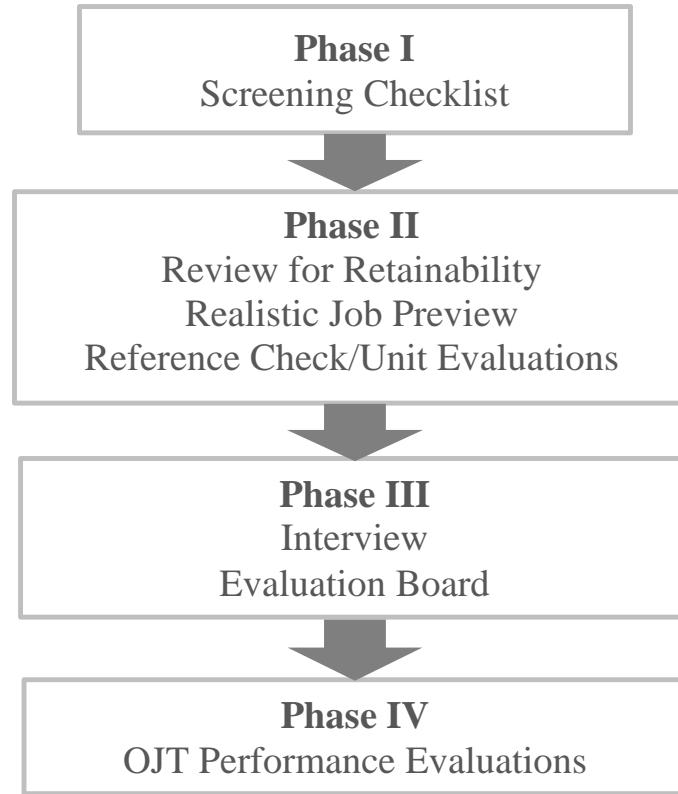 Phase I
Screening Checklist
Phase II
Review for Retainability
Realistic Job Preview
Reference Check/Unit Evaluations
Phase III
Interview
Evaluation Board
Phase IV
OJT Performance Evaluations